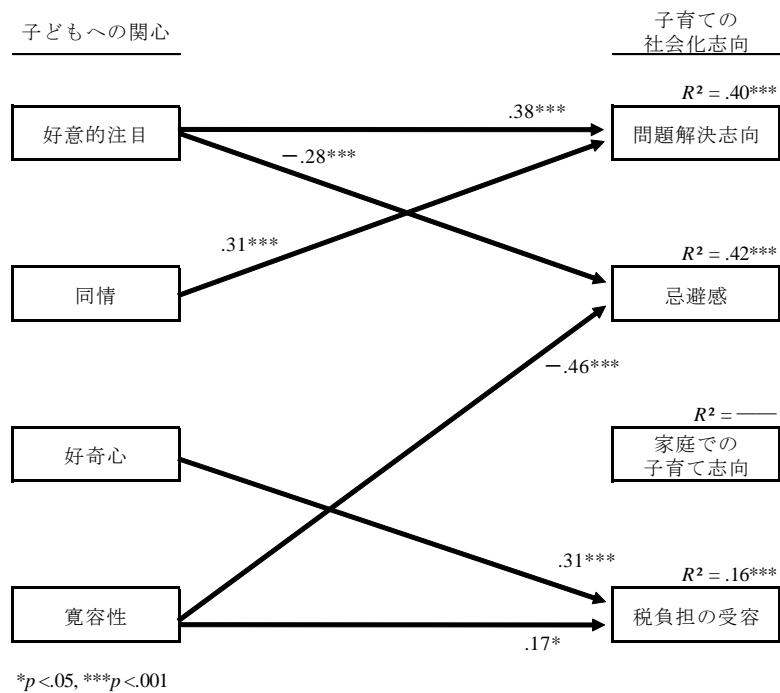 子どもへの関心
子育ての
社会化志向
R² = .40***
好意的注目
.38***
問題解決志向
－.28***
.31***
R² = .42***
同情
忌避感
－.46***
R² = ——
好奇心
家庭での
子育て志向
.31***
R² = .16***
寛容性
税負担の受容
.17*
*p<.05, ***p<.001